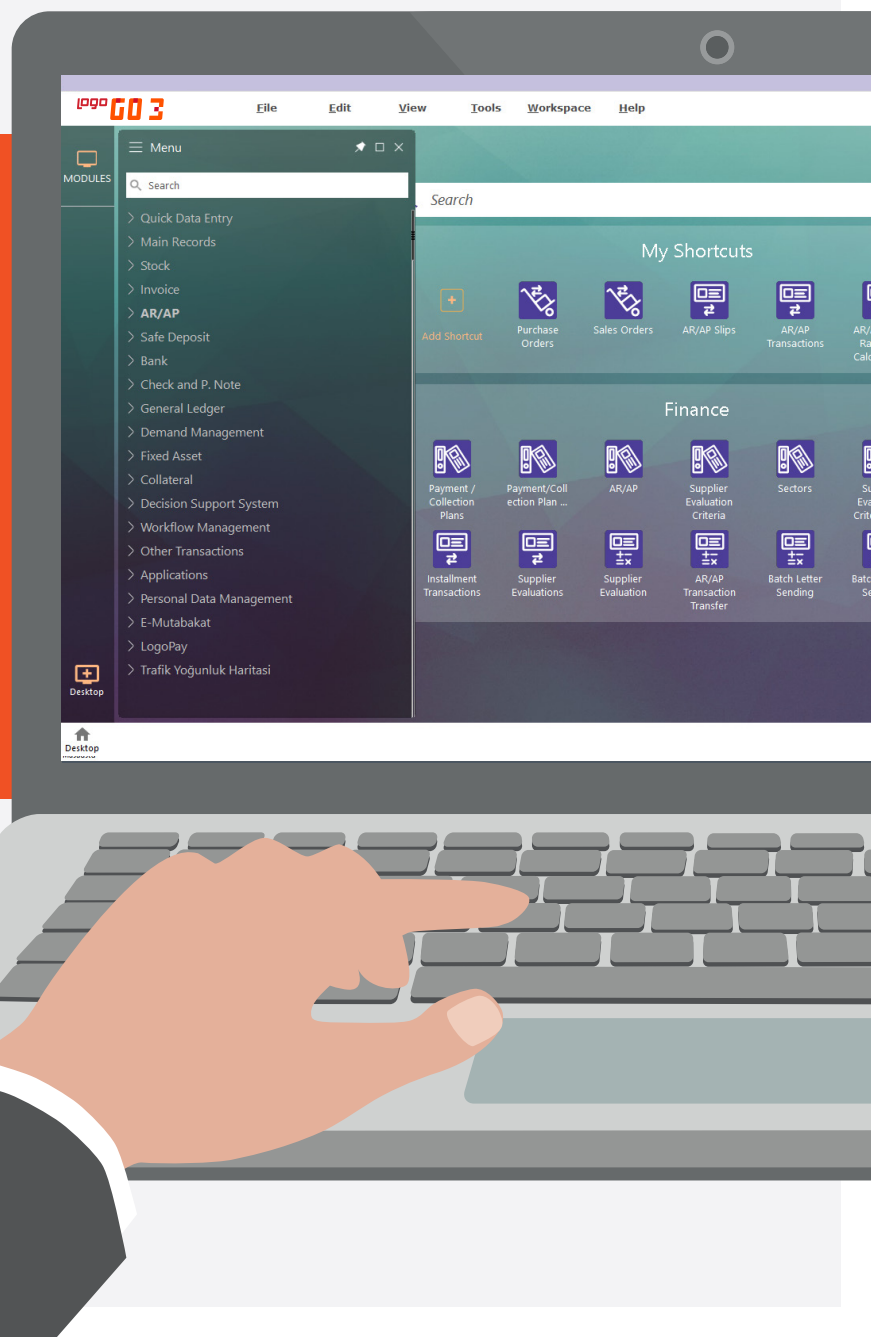 LOGO GO 3
File Edit View Tools Workspace Help
MODULES
Menu
Search
Quick Data Entry
Main Records
Stock
Invoice
AR/AP
Safe Deposit
Bank
Check and P. Note
General Ledger
Demand Management
Fixed Asset
Collateral
Decision Support System
Workflow Management
Other Transactions
Applications
Personal Data Management
E-Mutabakat
LogoPay
Trafik Yoğunluk Haritasi
Desktop
Desktop
Search
My Shortcuts
Add Shortcut
Purchase
Orders
Sales Orders
AR/AP Slips
AR/AP
Transactions
Finance
Payment /
Collection
Plans
Payment/Coll
ection Plan ...
AR/AP
Supplier
Evaluation
Criteria
Sectors
Installment
Transactions
Supplier
Evaluations
Supplier
Evaluation
AR/AP
Transaction
Transfer
Batch Letter
Sending